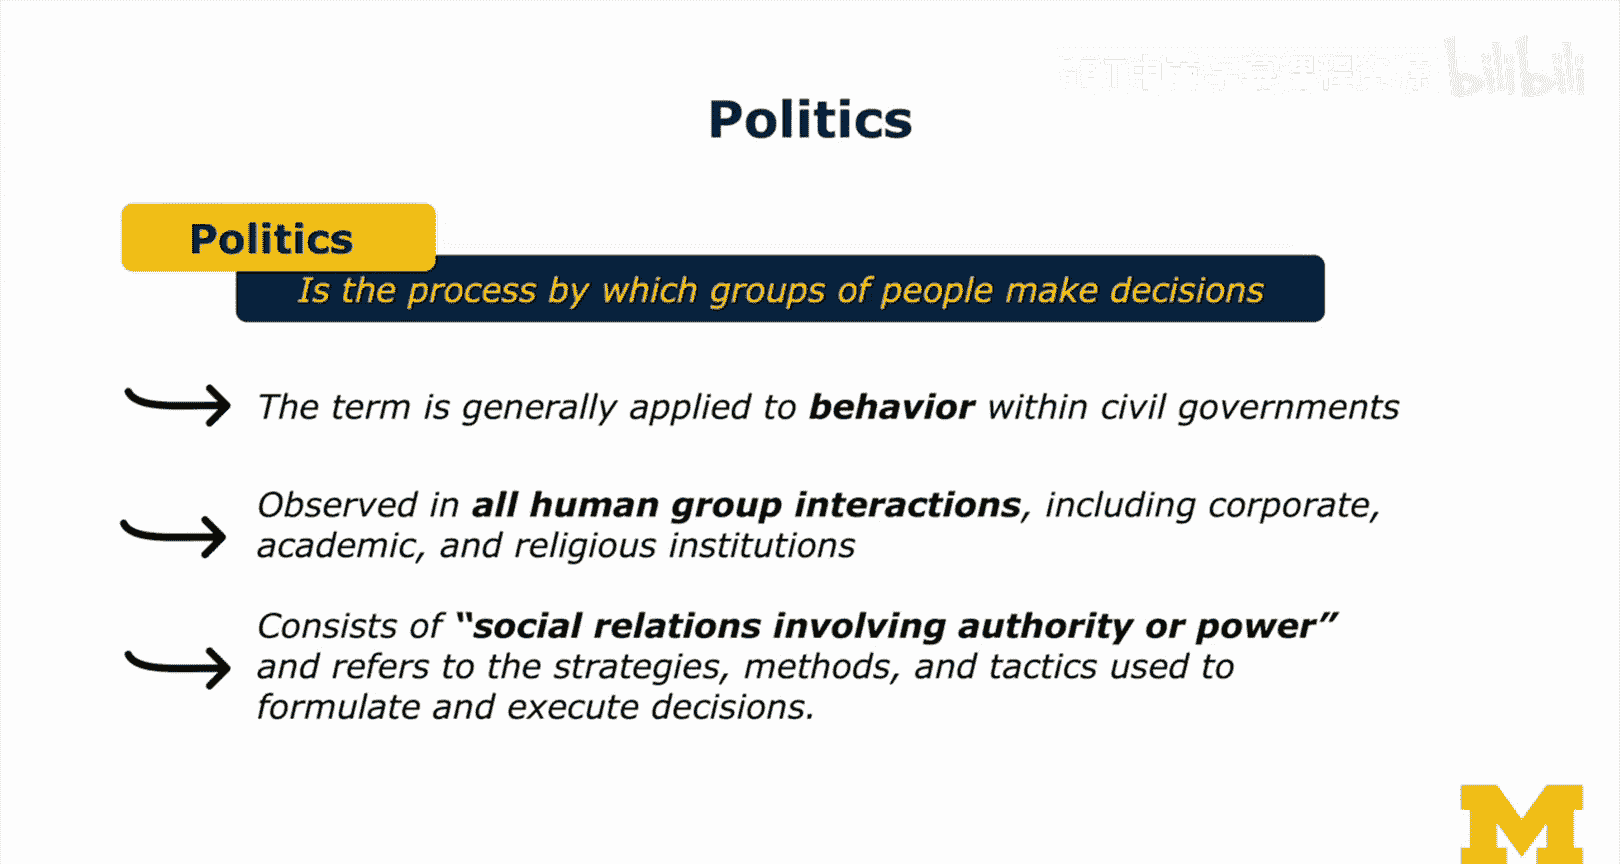 bilibili
Politics
Politics
Is the process by which groups of people make decisions
The term is generally applied to behavior within civil governments
Observed in all human group interactions, including corporate,
academic, and religious institutions
Consists of “social relations involving authority or power”
and refers to the strategies, methods, and tactics used to
formulate and execute decisions.
M